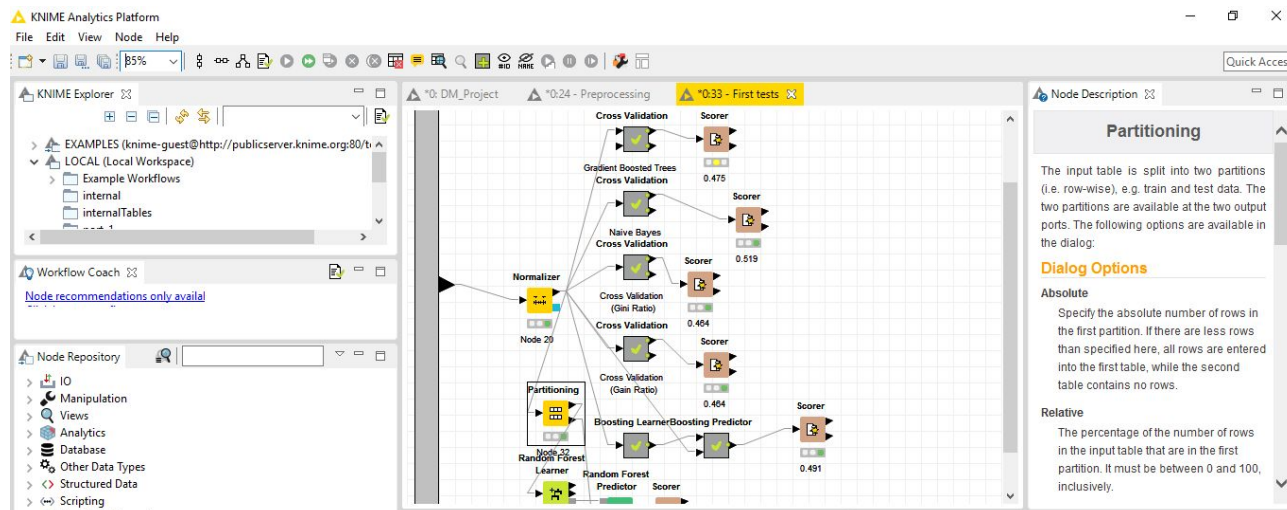 KNIME Analytics Platform
File Edit View Node Help
85%
Quick Acces
KNIME Explorer
EXAMPLES (knime-guest@http://publicserver.knime.org:80/t
LOCAL (Local Workspace)
Example Workflows
internal
internalTables
Workflow Coach
Node recommendations only availal
Node Repository
IO
Manipulation
Views
Analytics
Database
Other Data Types
Structured Data
Scripting
*0: DM_Project
*0:24 - Preprocessing
*0:33 - First tests
Cross Validation
Scorer
Gradient Boosted Trees
0.475
Cross Validation
Scorer
Naive Bayes
0.519
Cross Validation
Scorer
Normalizer
Cross Validation
(Gini Ratio)
0.464
Node 20
Cross Validation
Scorer
Cross Validation
(Gain Ratio)
0.464
Partitioning
Node 32
Boosting Learner
Boosting Predictor
Scorer
0.491
Random Forest
Learner
Random Forest
Predictor
Scorer
Node Description
Partitioning
The input table is split into two partitions
(i.e. row-wise), e.g. train and test data. The
two partitions are available at the two output
ports. The following options are available in
the dialog:
Dialog Options
Absolute
Specify the absolute number of rows in
the first partition. If there are less rows
than specified here, all rows are entered
into the first table, while the second
table contains no rows.
Relative
The percentage of the number of rows
in the input table that are in the first
partition. It must be between 0 and 100,
inclusively.